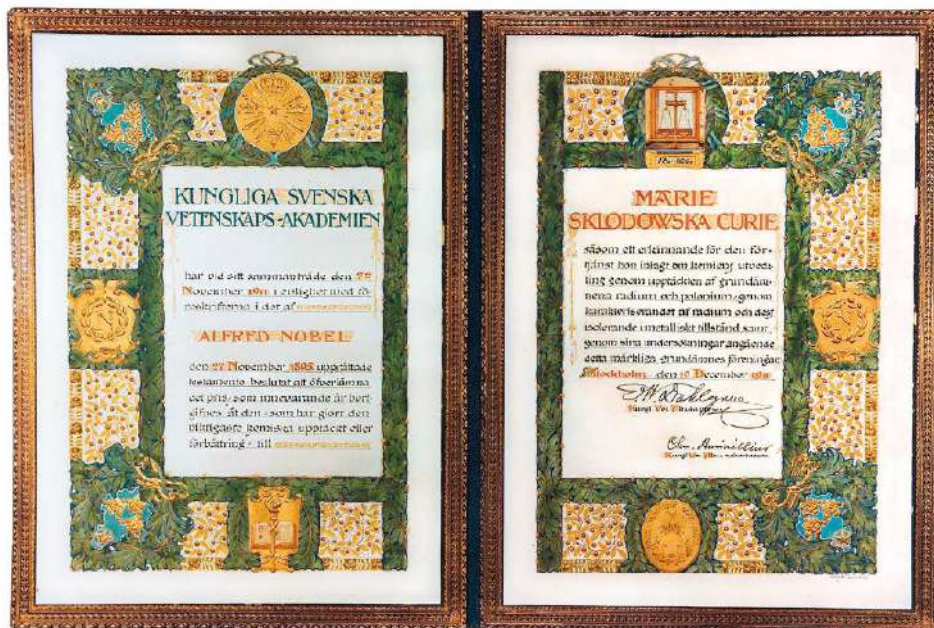 KUNGLIGA SVENSKA
VETENSKAPS-AKADEMIEN
har vid sitt sammanträde den
November 1911 i enlighet med fö-
reskrifterna i det af
ALFRED NOBEL
den 27 November 1895 upprättade
testamente beslutat att öfverlämna
det pris, som innevarande år bort-
gifves åt den, som har gjort den
viktigaste kemiska upptäckt eller
förbättring, till
MARIE
SKLODOWSKA CURIE
såsom ett erkännande för den för-
tjänst hon inlagt om kemiens utveck-
ling genom upptäckten af grundäm-
nena radium och polonium, genom
karakteriserandet af radium och dess
isolerande i metalliskt tillstånd samt
genom sina undersökningar angående
detta märkliga grundämnes föreningar
Stockholm den 10 December 1911